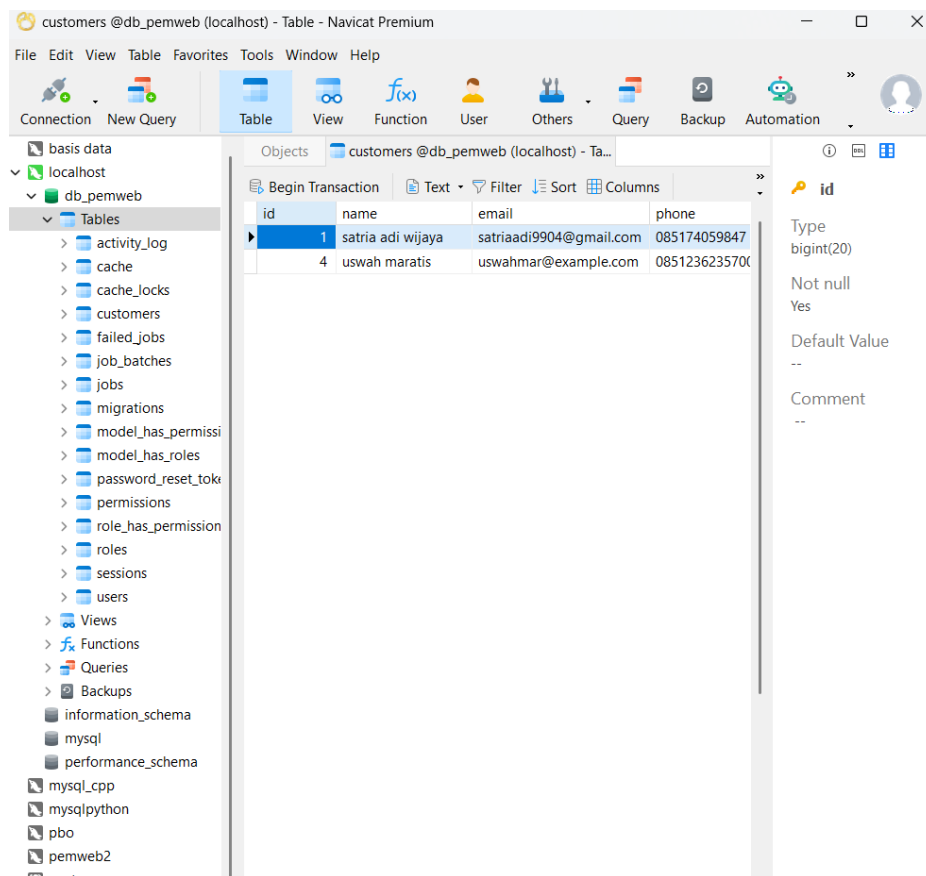 customers @db_pemweb (localhost) - Table - Navicat Premium
File Edit View Table Favorites Tools Window Help
Connection New Query Table View Function User Others Query Backup Automation
basis data
localhost
db_pemweb
Tables
activity_log
cache
cache_locks
customers
failed_jobs
job_batches
jobs
migrations
model_has_permissi
model_has_roles
password_reset_toke
permissions
role_has_permission
roles
sessions
users
Views
Functions
Queries
Backups
information_schema
mysql
performance_schema
mysql_cpp
mysqlpython
pbo
pemweb2
Objects customers @db_pemweb (localhost) - Ta...
Begin Transaction Text Filter Sort Columns
id name email phone
1 satria adi wijaya satriaadi9904@gmail.com 085174059847
4 uswah maratis uswahmar@example.com 0851236235700
DDL
id
Type
bigint(20)
Not null
Yes
Default Value
--
Comment
--